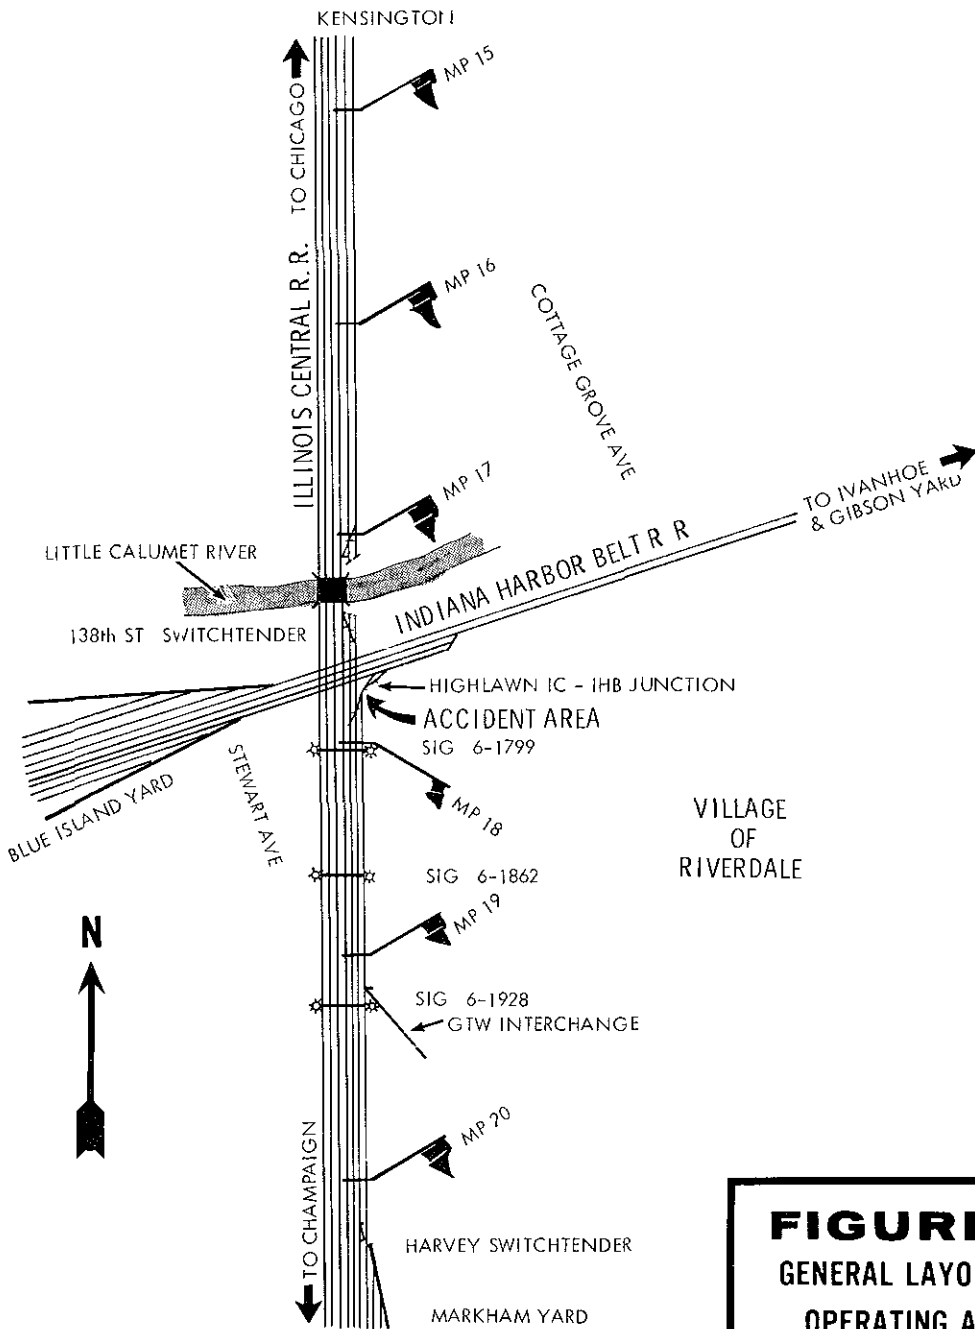 KENSINGTON
MP 15
TO CHICAGO
ILLINOIS CENTRAL R.R.
MP 16
COTTAGE GROVE AVE
MP 17
TO IVANHOE
& GIBSON YARD
LITTLE CALUMET RIVER
INDIANA HARBOR BELT R R
138th ST SWITCHTENDER
HIGHLAWN IC - IHB JUNCTION
ACCIDENT AREA
SIG 6-1799
STEWART AVE
BLUE ISLAND YARD
MP 18
VILLAGE
OF
RIVERDALE
SIG 6-1862
MP 19
N
SIG 6-1928
GTW INTERCHANGE
MP 20
TO CHAMPAIGN
HARVEY SWITCHTENDER
MARKHAM YARD
FIGURE
GENERAL LAYO
OPERATING A